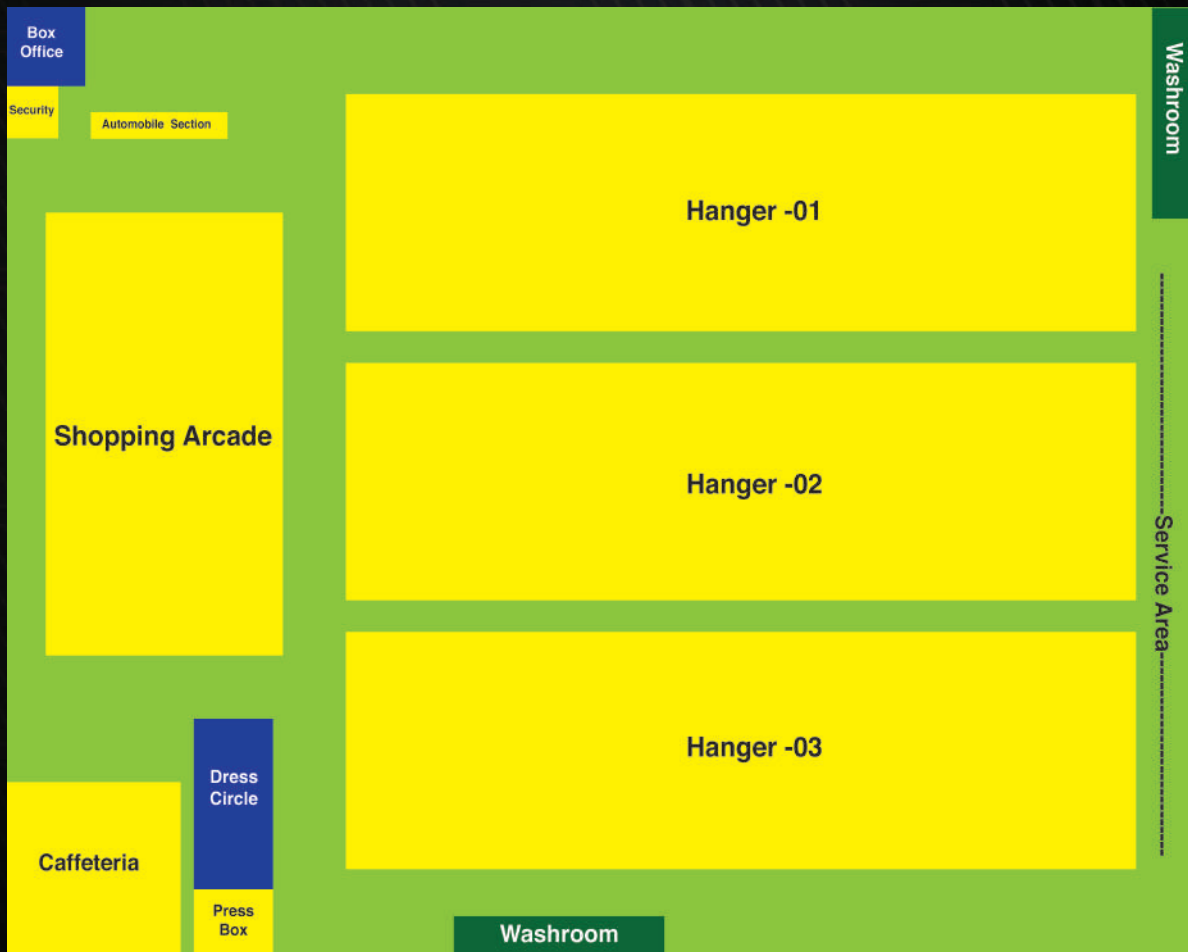 Box
Office
Security
Automobile Section
Washroom
Hanger -01
Shopping Arcade
Hanger -02
Service Area
Hanger -03
Dress
Circle
Caffeteria
Press
Box
Washroom